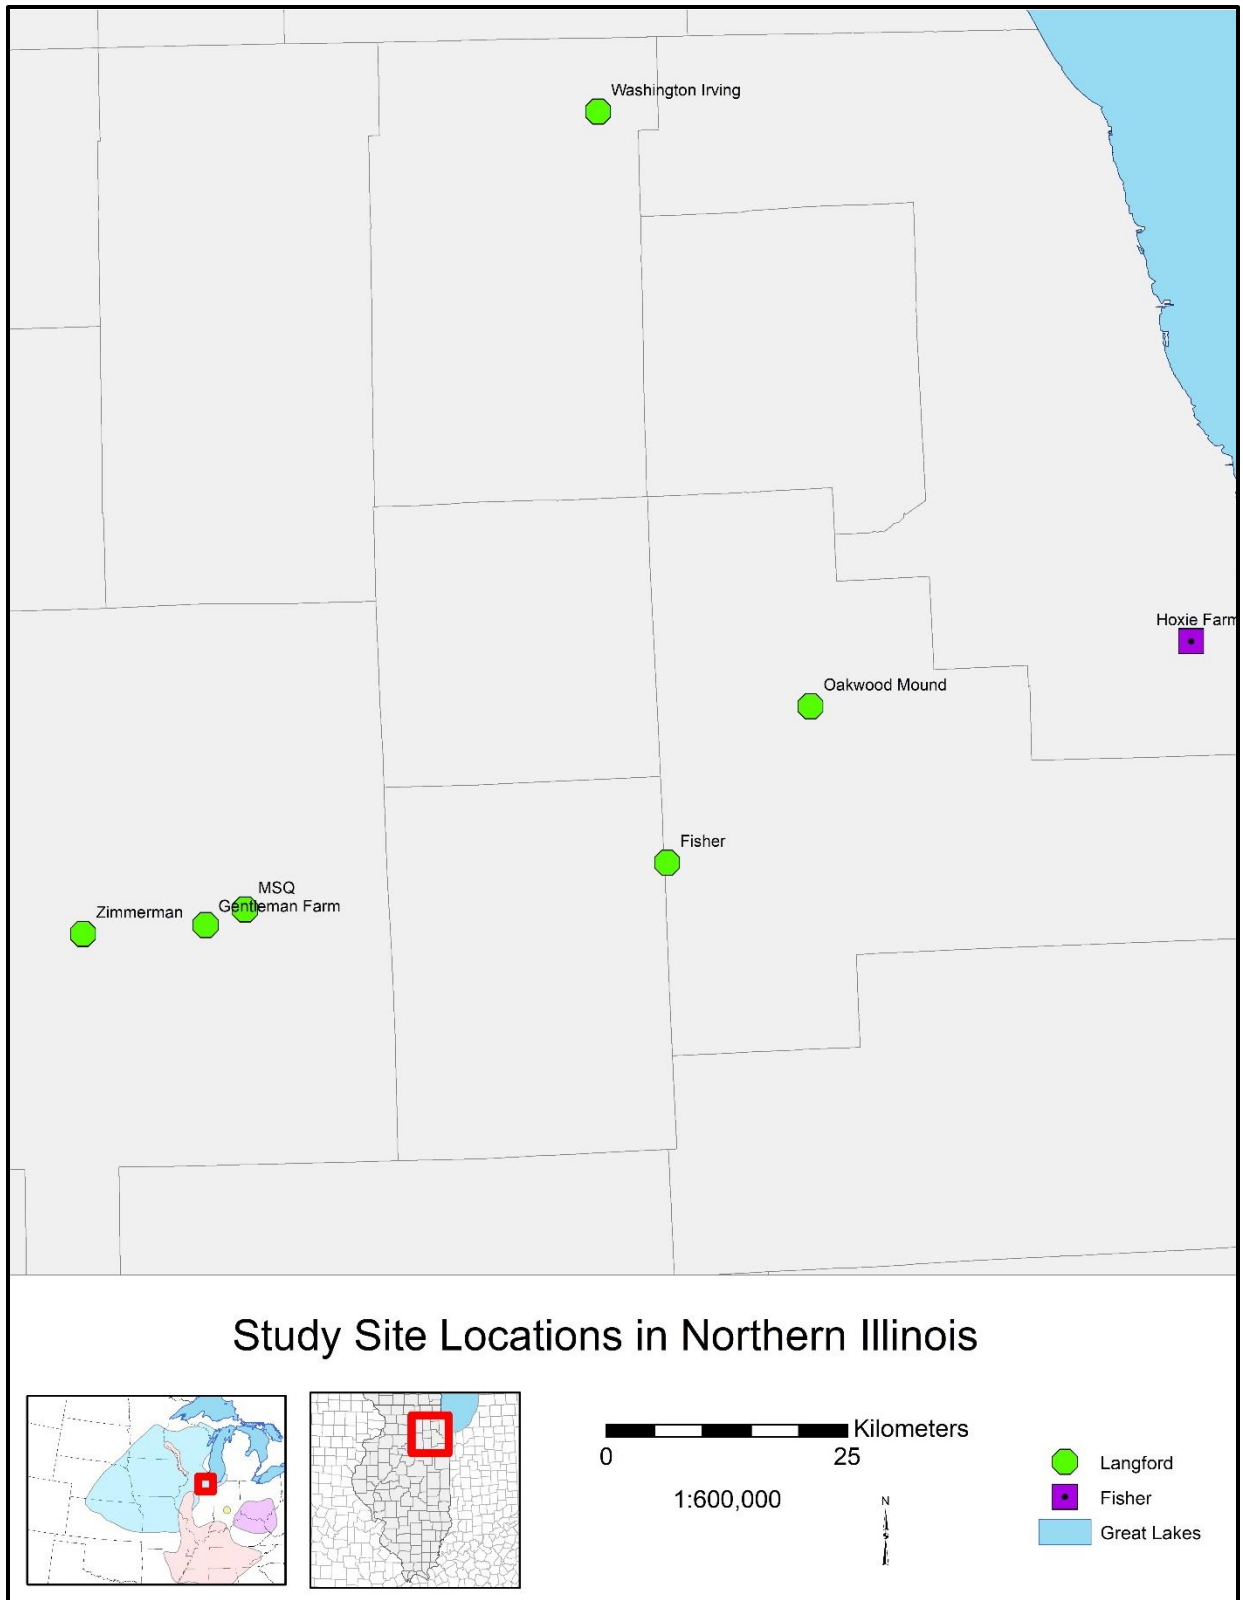 Washington Irving
Hoxie Farm
Oakwood Mound
Fisher
MSQ
Gentleman Farm
Zimmerman
Study Site Locations in Northern Illinois
Kilometers
0 25
1:600,000
N
Langford
Fisher
Great Lakes